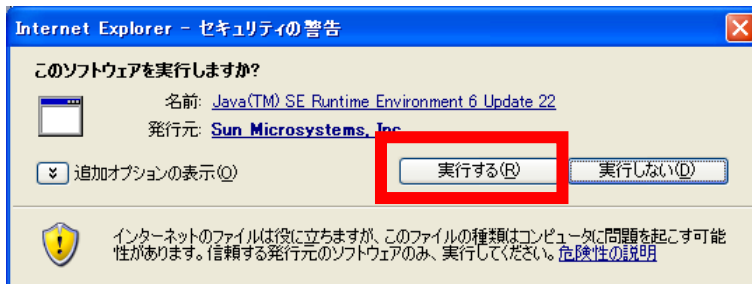 Internet Explorer - セキュリティの警告
このソフトウェアを実行しますか?
名前: Java(TM) SE Runtime Environment 6 Update 22
発行元: Sun Microsystems, Inc.
追加オプションの表示(O)
実行する(R) 実行しない(D)
インターネットのファイルは役に立ちますが、このファイルの種類はコンピュータに問題を起こす可能
性があります。信頼する発行元のソフトウェアのみ、実行してください。危険性の説明